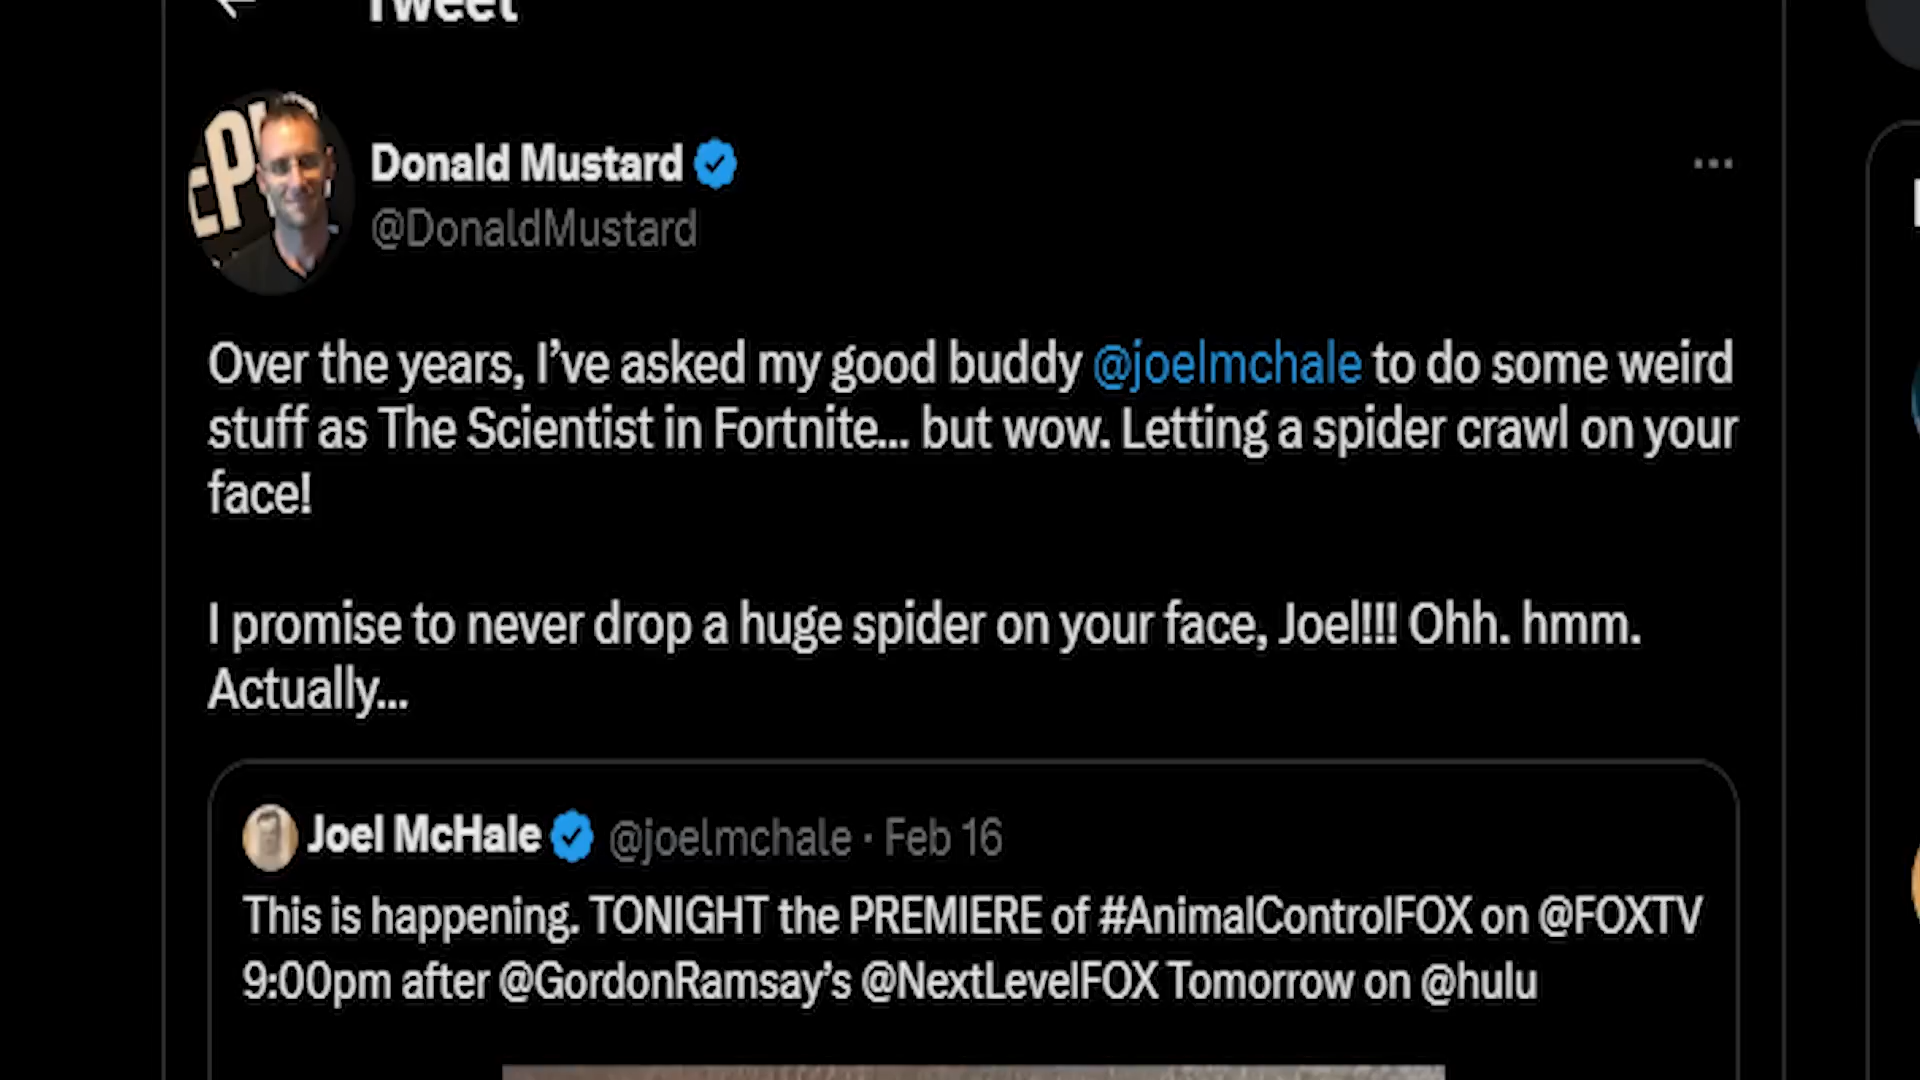 Tweet
Donald Mustard
@DonaldMustard
Over the years, I’ve asked my good buddy @joelmchale to do some weird
stuff as The Scientist in Fortnite... but wow. Letting a spider crawl on your
face!
I promise to never drop a huge spider on your face, Joel!!! Ohh. hmm.
Actually...
Joel McHale @joelmchale · Feb 16
This is happening. TONIGHT the PREMIERE of #AnimalControlFOX on @FOXTV
9:00pm after @GordonRamsay’s @NextLevelFOX Tomorrow on @hulu